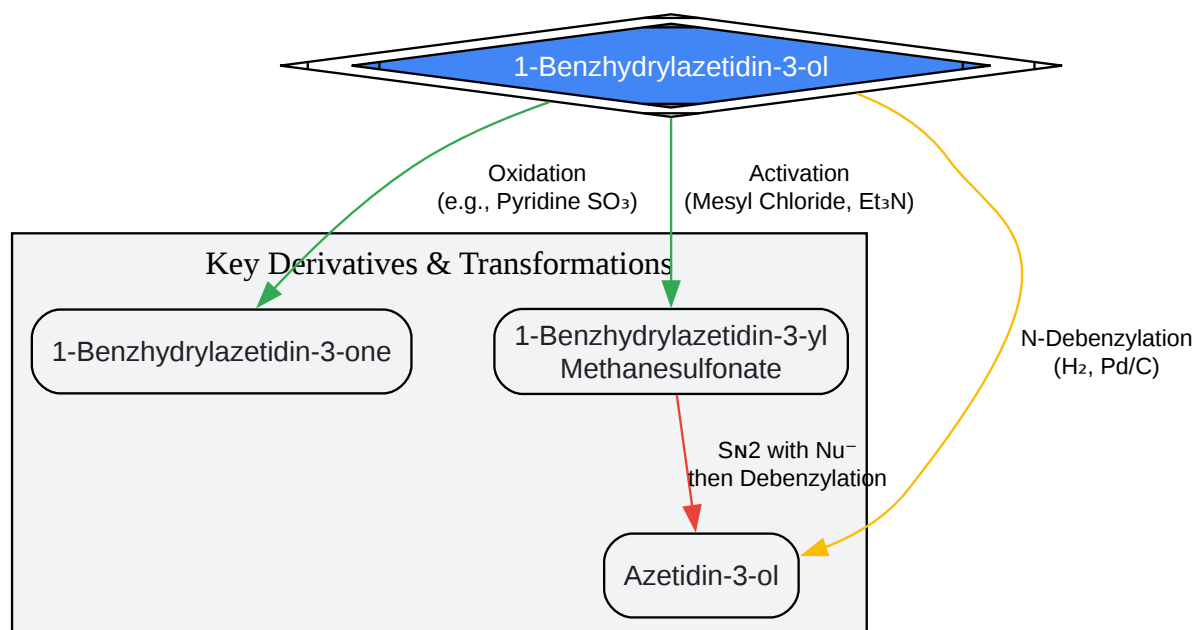 1-Benzhydrylazetidin-3-ol
Oxidation
(e.g., Pyridine SO₃)
Activation
(Mesyl Chloride, Et₃N)
Key Derivatives & Transformations
1-Benzhydrylazetidin-3-one
1-Benzhydrylazetidin-3-yl
Methanesulfonate
N-Debenzylation
(H₂, Pd/C)
Sɴ2 with Nu⁻
then Debenzylation
Azetidin-3-ol